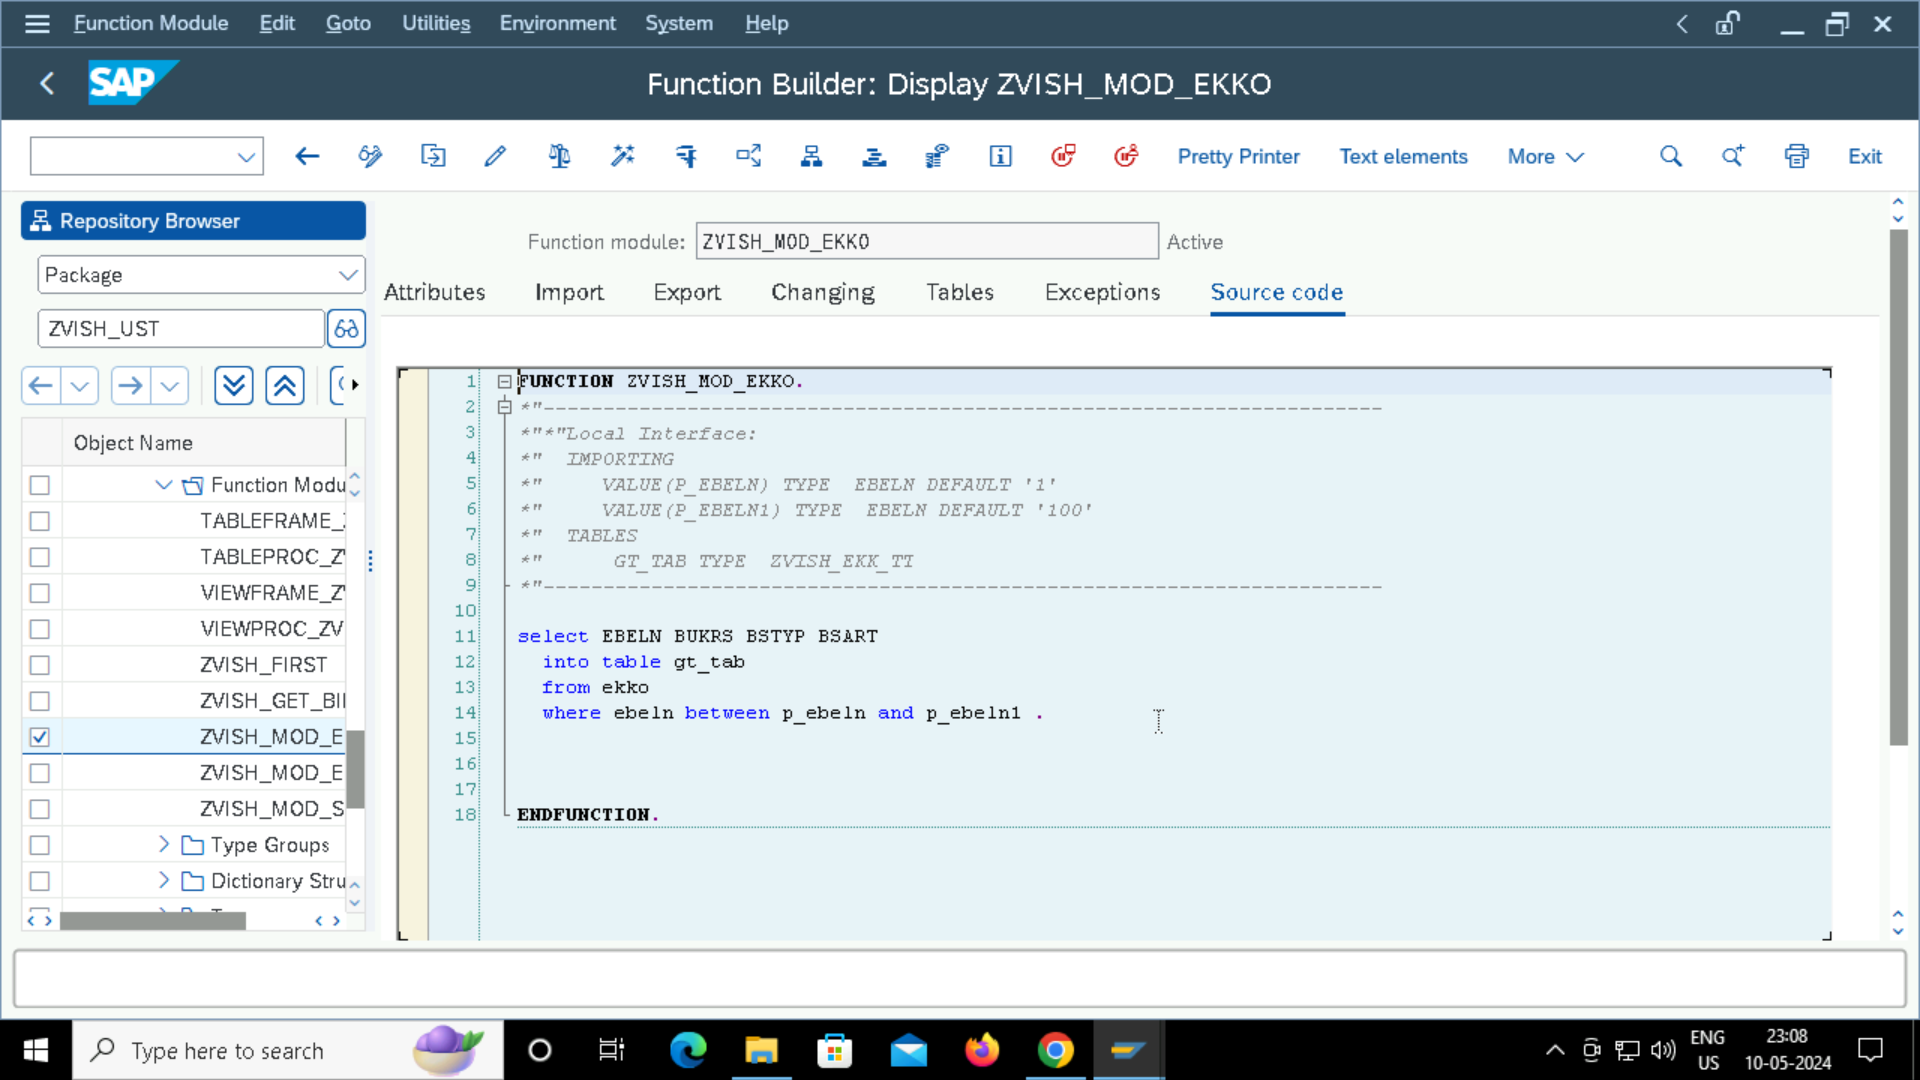 Function Module Edit Goto Utilities Environment System Help
SAP
Function Builder: Display ZVISH_MOD_EKKO
Pretty Printer Text elements More Exit
Repository Browser
Package
ZVISH_UST
Object Name
Function Modu
TABLEFRAME_
TABLEPROC_Z
VIEWFRAME_Z
VIEWPROC_ZV
ZVISH_FIRST
ZVISH_GET_BI
ZVISH_MOD_E
ZVISH_MOD_E
ZVISH_MOD_S
Type Groups
Dictionary Stru
Function module: ZVISH_MOD_EKKO Active
Attributes Import Export Changing Tables Exceptions Source code
1 FUNCTION ZVISH_MOD_EKKO.
2 *"----------------------------------------------------------------------
3 *"*"Local Interface:
4 *"  IMPORTING
5 *"     VALUE(P_EBELN) TYPE  EBELN DEFAULT '1'
6 *"     VALUE(P_EBELN1) TYPE  EBELN DEFAULT '100'
7 *"  TABLES
8 *"      GT_TAB TYPE  ZVISH_EKK_TT
9 *"----------------------------------------------------------------------
10
11 select EBELN BUKRS BSTYP BSART
12 into table gt_tab
13 from ekko
14 where ebeln between p_ebeln and p_ebeln1 .
15
16
17
18 ENDFUNCTION.
Type here to search
ENG
US
23:08
10-05-2024